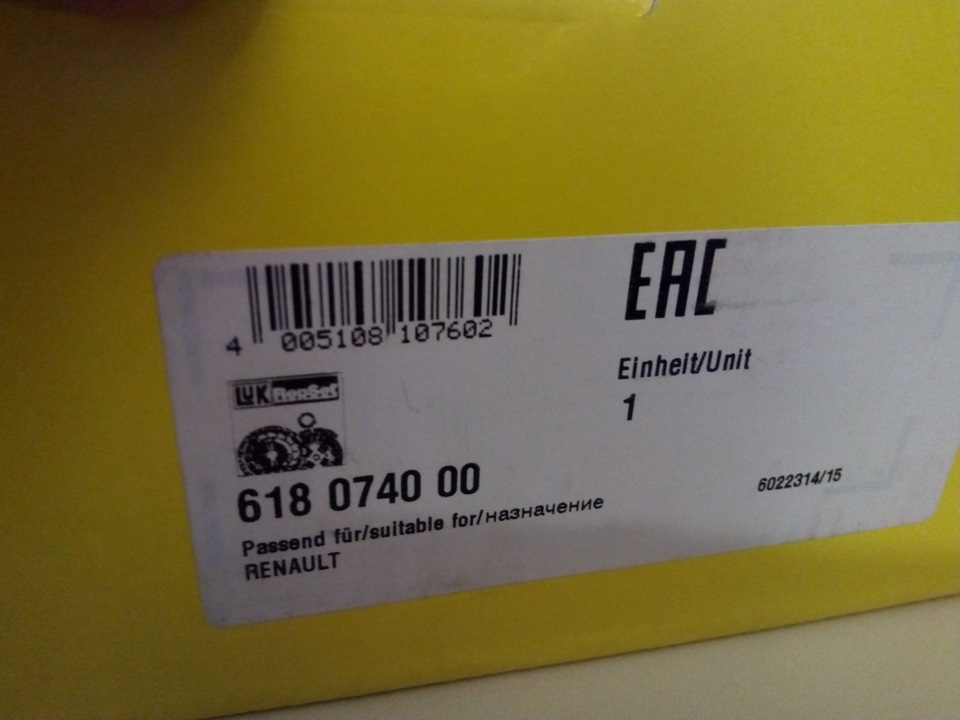 EAC
4 005108 107602
Einheit/Unit
1
LUK RepSet
618 0740 00
6022314/15
Passend für/suitable for/назначение
RENAULT